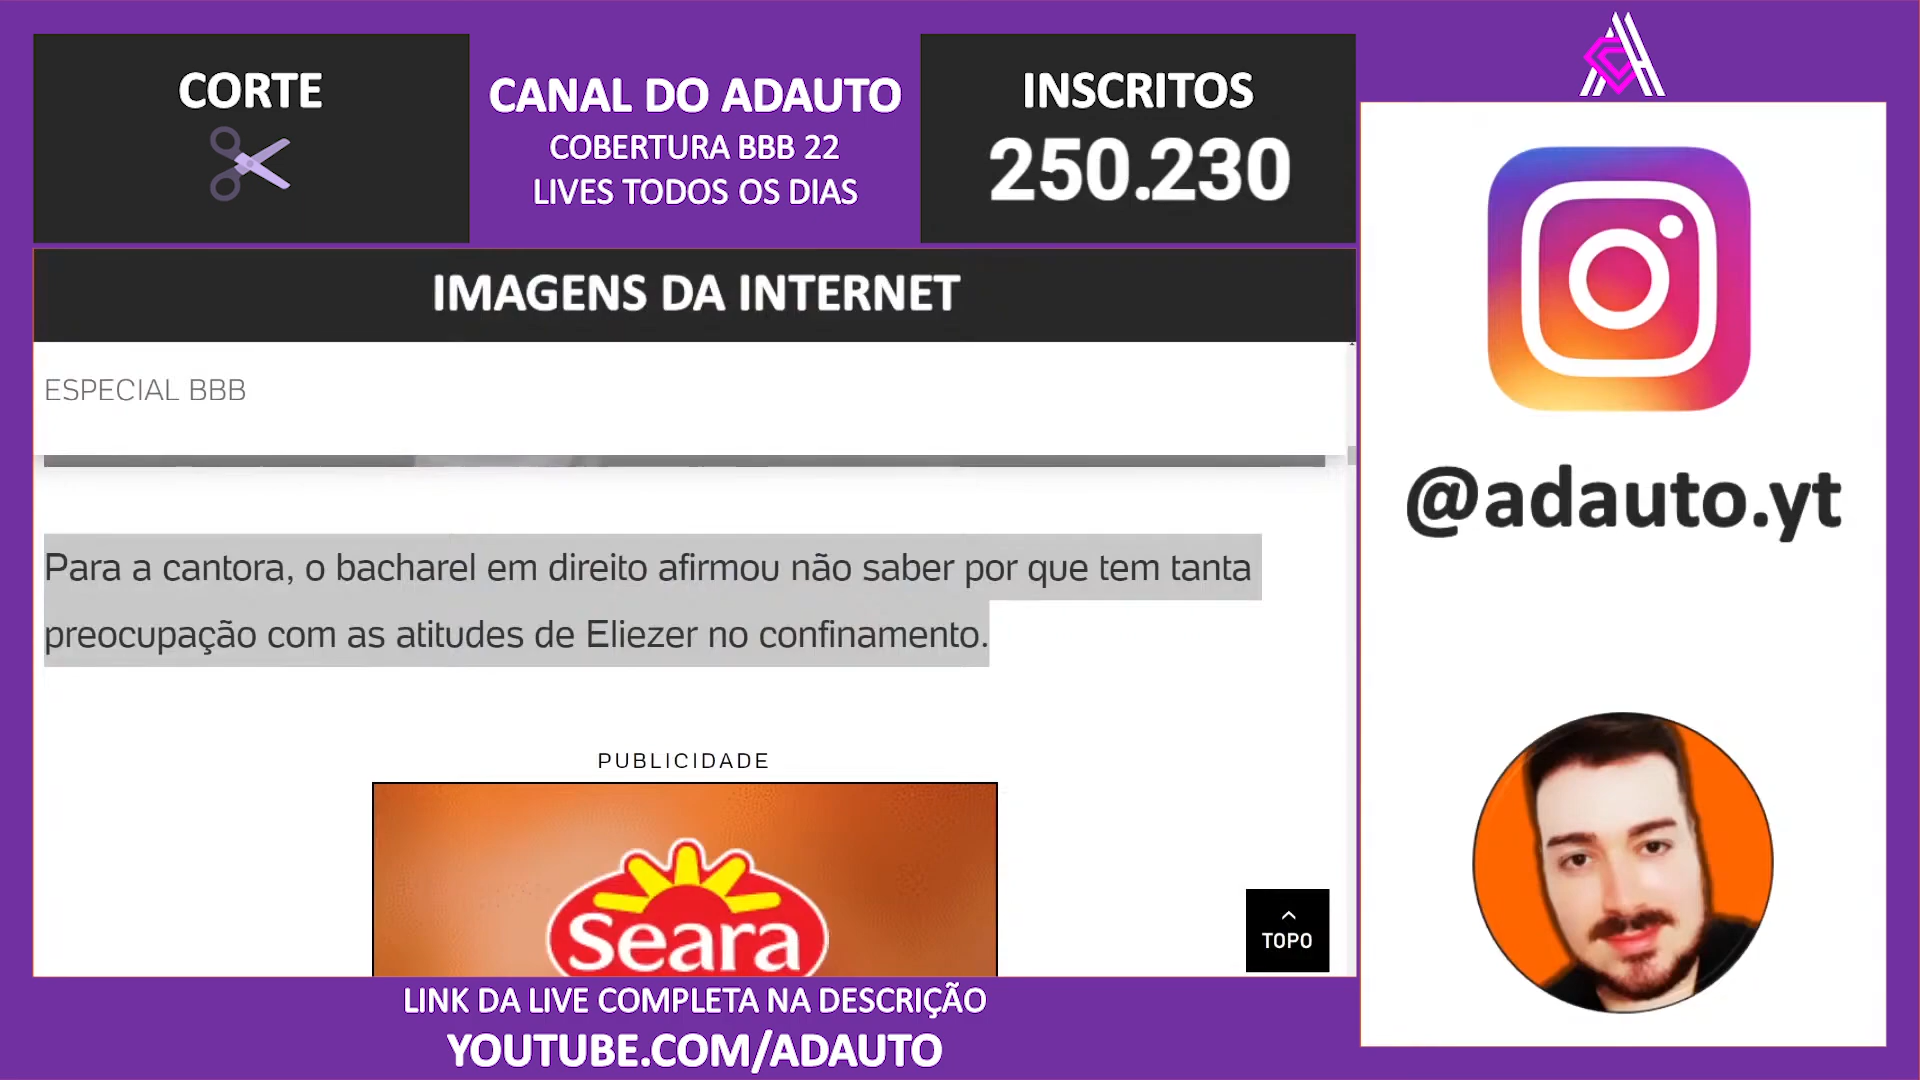 CORTE
CANAL DO ADAUTO
COBERTURA BBB 22
LIVES TODOS OS DIAS
INSCRITOS
250.230
IMAGENS DA INTERNET
ESPECIAL BBB
Para a cantora, o bacharel em direito afirmou não saber por que tem tanta
preocupação com as atitudes de Eliezer no confinamento.
PUBLICIDADE
Seara
TOPO
LINK DA LIVE COMPLETA NA DESCRIÇÃO
YOUTUBE.COM/ADAUTO
@adauto.yt